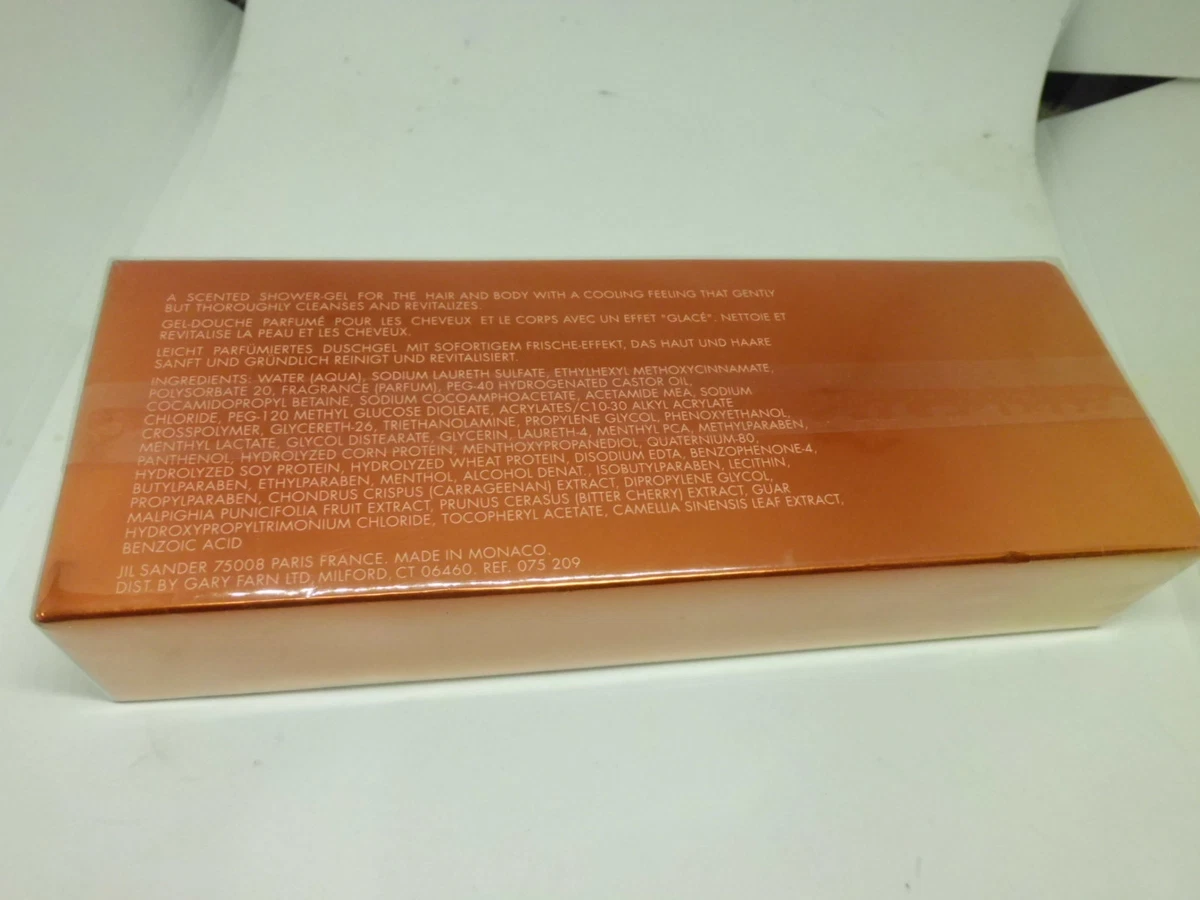 A SCENTED SHOWER-GEL FOR THE HAIR AND BODY WITH A COOLING FEELING THAT GENTLY
BUT THOROUGHLY CLEANSES AND REVITALIZES.
GEL-DOUCHE PARFUMÉ POUR LES CHEVEUX ET LE CORPS AVEC UN EFFET "GLACÉ". NETTOIE ET
REVITALISE LA PEAU ET LES CHEVEUX.
LEICHT PARFÜMIERTES DUSCHGEL MIT SOFORTIGEM FRISCHE-EFFEKT, DAS HAUT UND HAARE
SANFT UND GRÜNDLICH REINIGT UND REVITALISIERT.
INGREDIENTS: WATER (AQUA), SODIUM LAURETH SULFATE, ETHYLHEXYL METHOXYCINNAMATE,
POLYSORBATE 20, FRAGRANCE (PARFUM), PEG-40 HYDROGENATED CASTOR OIL,
COCAMIDOPROPYL BETAINE, SODIUM COCOAMPHOACETATE, ACETAMIDE MEA, SODIUM
CHLORIDE, PEG-120 METHYL GLUCOSE DIOLEATE, ACRYLATES/C10-30 ALKYL ACRYLATE
CROSSPOLYMER, GLYCERETH-26, TRIETHANOLAMINE, PROPYLENE GLYCOL, PHENOXYETHANOL,
MENTHYL LACTATE, GLYCOL DISTEARATE, GLYCERIN, LAURETH-4, MENTHYL PCA, METHYLPARABEN,
PANTHENOL, HYDROLYZED CORN PROTEIN, MENTHOXYPROPANEDIOL, QUATERNIUM-80,
HYDROLYZED SOY PROTEIN, HYDROLYZED WHEAT PROTEIN, DISODIUM EDTA, BENZOPHENONE-4,
BUTYLPARABEN, ETHYLPARABEN, MENTHOL, ALCOHOL DENAT., ISOBUTYLPARABEN, LECITHIN,
PROPYLPARABEN, CHONDRUS CRISPUS (CARRAGEENAN) EXTRACT, DIPROPYLENE GLYCOL,
MALPIGHIA PUNICIFOLIA FRUIT EXTRACT, PRUNUS CERASUS (BITTER CHERRY) EXTRACT, GUAR
HYDROXYPROPYLTRIMONIUM CHLORIDE, TOCOPHERYL ACETATE, CAMELLIA SINENSIS LEAF EXTRACT,
BENZOIC ACID
JIL SANDER 75008 PARIS FRANCE. MADE IN MONACO.
DIST. BY GARY FARN LTD, MILFORD, CT 06460. REF. 075 209